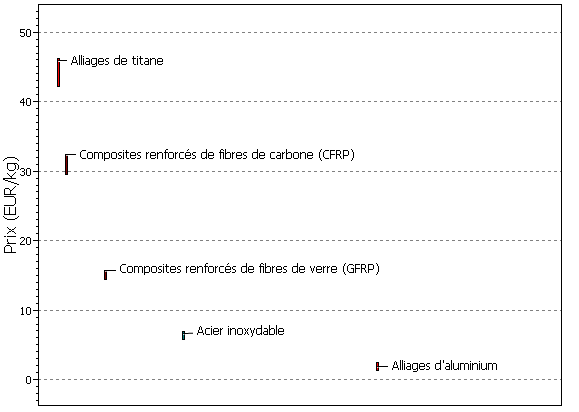 50
Alliages de titane
40
Composites renforcés de fibres de carbone (CFRP)
30
Prix (EUR/kg)
20
Composites renforcés de fibres de verre (GFRP)
10
Acier inoxydable
Alliages d'aluminium
0